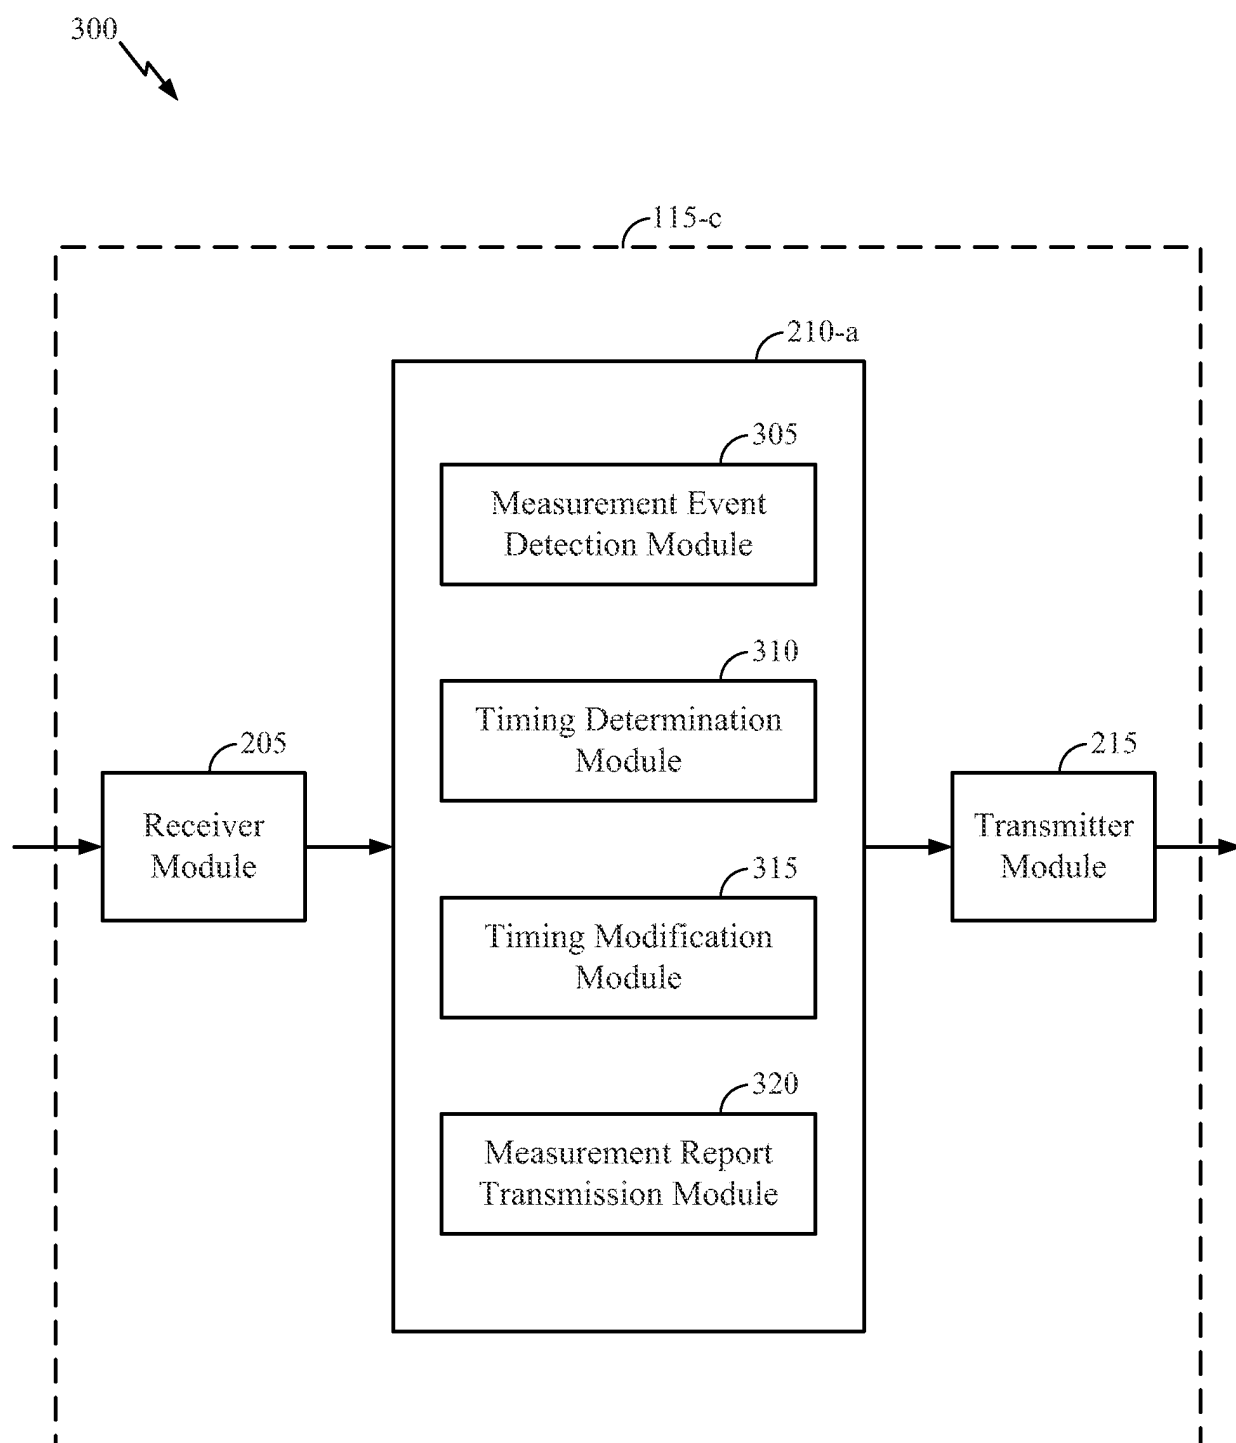 300
115-c
210-a
305
Measurement Event
Detection Module
310
Timing Determination
Module
205
Receiver
Module
215
Transmitter
Module
315
Timing Modification
Module
320
Measurement Report
Transmission Module